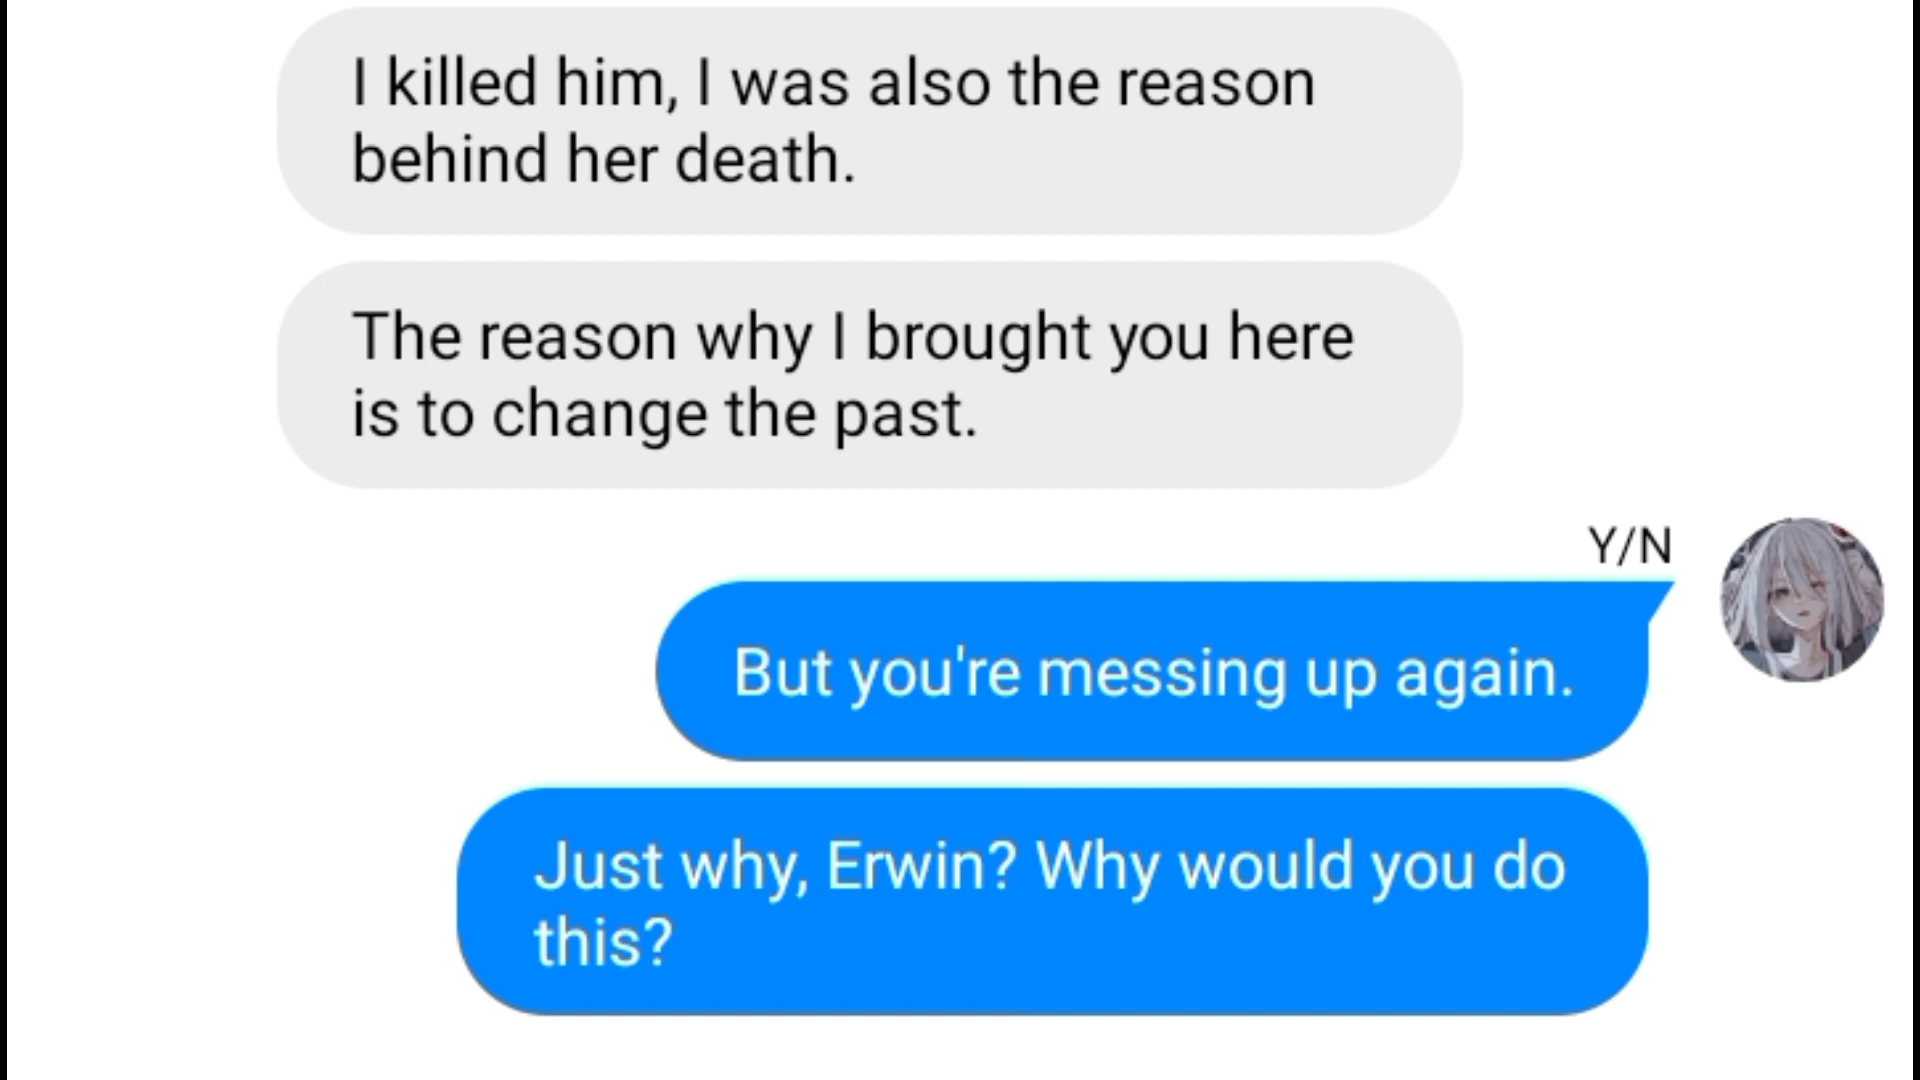 I killed him, I was also the reason
behind her death.
The reason why I brought you here
is to change the past.
Y/N
But you're messing up again.
Just why, Erwin? Why would you do
this?